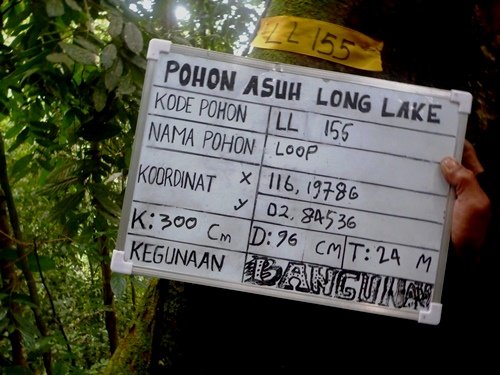 LL 155
POHON ASUH LONG LAKE
KODE POHON LL 155
NAMA POHON LOOP
KOORDINAT X 116,19786
y 02.84536
K: 300 Cm D: 96 CM T: 24 M
KEGUNAAN BANGUNAN